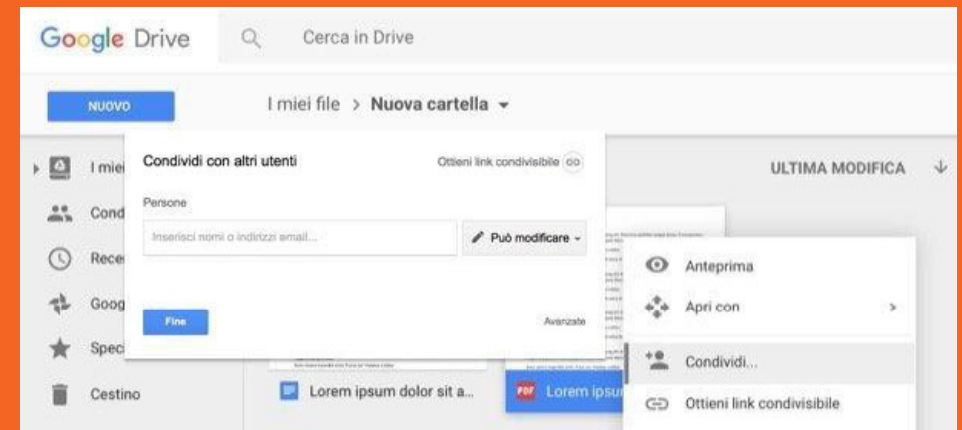 Google Drive
Cerca in Drive
NUOVO
I miei file > Nuova cartella
Condividi con altri utenti
Ottieni link condivisibile
Persone
Inserisci nomi o indirizzi email...
Può modificare
Fine
Avanzate
I miei
Cond
Rece
Goog
Spec
Cestino
ULTIMA MODIFICA
Lorem ipsum dolor sit a...
PDF
Lorem ipsu
Anteprima
Apri con
Condividi...
Ottieni link condivisibile